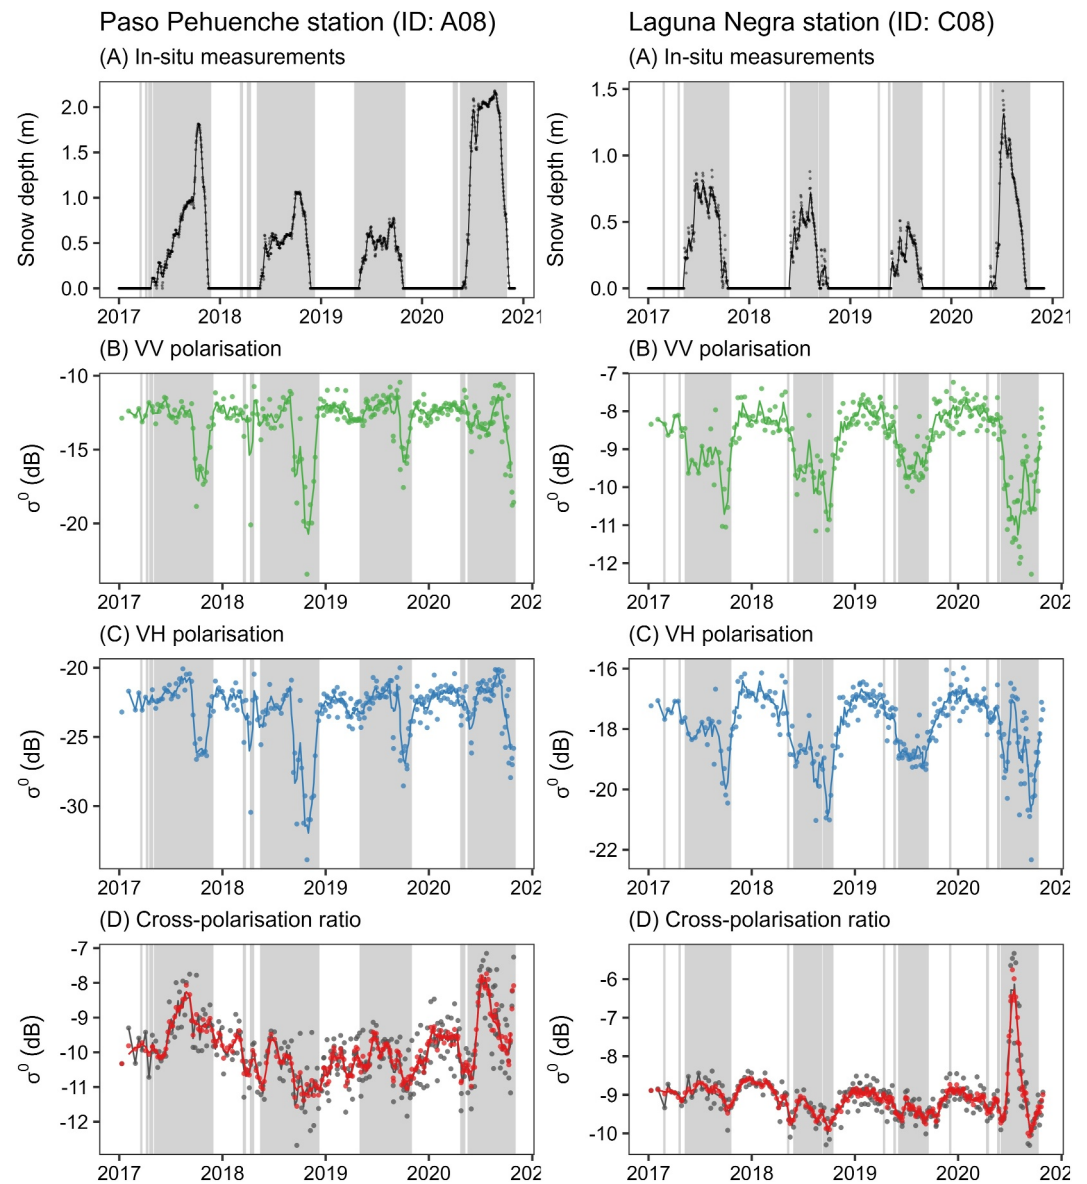 Paso Pehuenche station (ID: A08)
(A) In-situ measurements
Snow depth (m)
2.0
1.5
1.0
0.5
0.0
2017 2018 2019 2020 2021
(B) VV polarisation
σ⁰ (dB)
-10
-15
-20
2017 2018 2019 2020 202
(C) VH polarisation
σ⁰ (dB)
-20
-25
-30
2017 2018 2019 2020 202
(D) Cross-polarisation ratio
σ⁰ (dB)
-7
-8
-9
-10
-11
-12
2017 2018 2019 2020 202
Laguna Negra station (ID: C08)
(A) In-situ measurements
Snow depth (m)
1.5
1.0
0.5
0.0
2017 2018 2019 2020 2021
(B) VV polarisation
σ⁰ (dB)
-7
-8
-9
-10
-11
-12
2017 2018 2019 2020 202
(C) VH polarisation
σ⁰ (dB)
-16
-18
-20
-22
2017 2018 2019 2020 202
(D) Cross-polarisation ratio
σ⁰ (dB)
-6
-7
-8
-9
-10
2017 2018 2019 2020 202